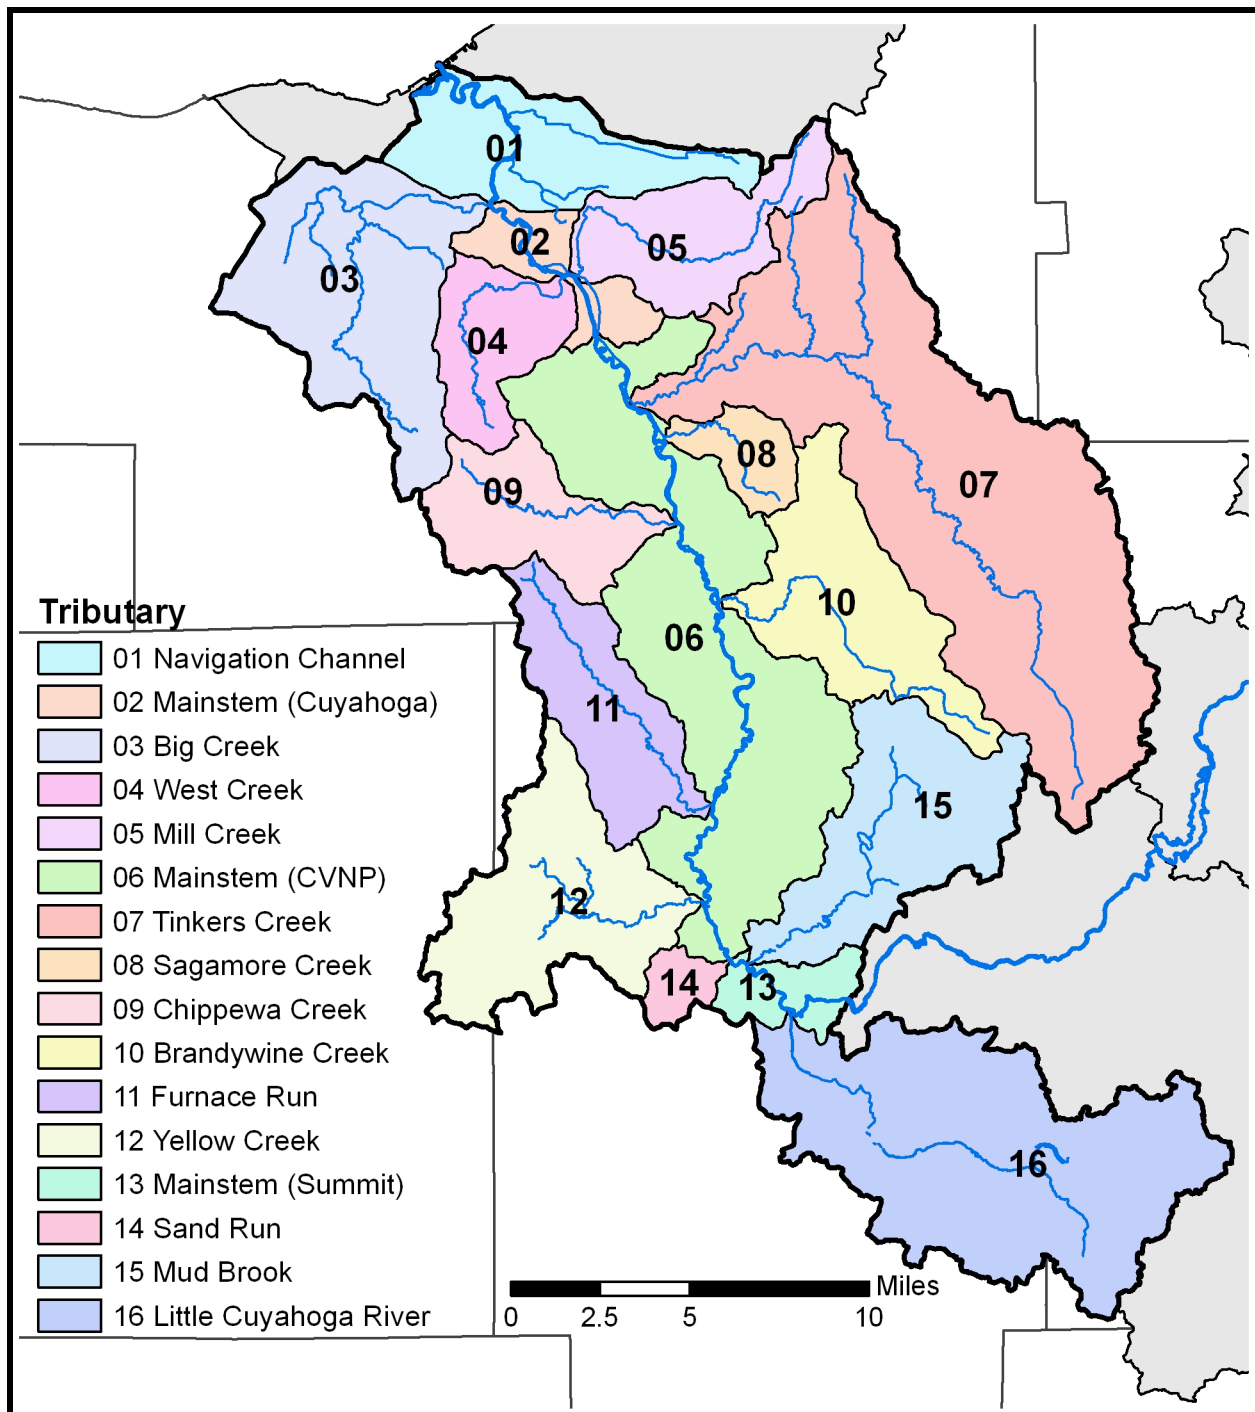 01
02
05
03
04
08
07
09
10
06
11
15
12
14
13
16
Tributary
01 Navigation Channel
02 Mainstem (Cuyahoga)
03 Big Creek
04 West Creek
05 Mill Creek
06 Mainstem (CVNP)
07 Tinkers Creek
08 Sagamore Creek
09 Chippewa Creek
10 Brandywine Creek
11 Furnace Run
12 Yellow Creek
13 Mainstem (Summit)
14 Sand Run
15 Mud Brook
16 Little Cuyahoga River
Miles
0 2.5 5 10